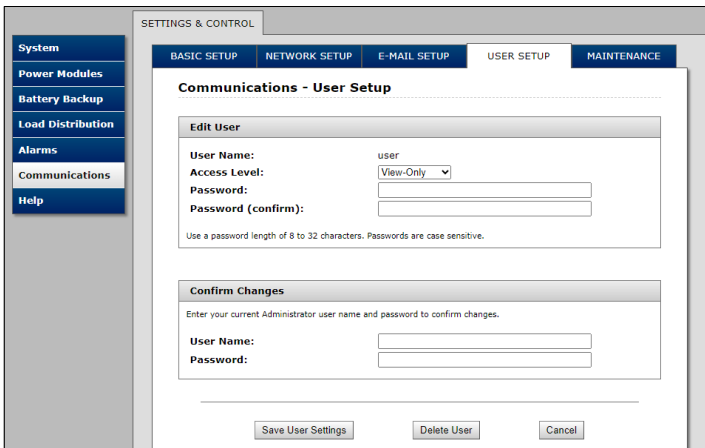 SETTINGS & CONTROL
System
Power Modules
Battery Backup
Load Distribution
Alarms
Communications
Help
BASIC SETUP
NETWORK SETUP
E-MAIL SETUP
USER SETUP
MAINTENANCE
Communications - User Setup
Edit User
User Name: user
Access Level: View-Only
Password:
Password (confirm):
Use a password length of 8 to 32 characters. Passwords are case sensitive.
Confirm Changes
Enter your current Administrator user name and password to confirm changes.
User Name:
Password:
Save User Settings
Delete User
Cancel